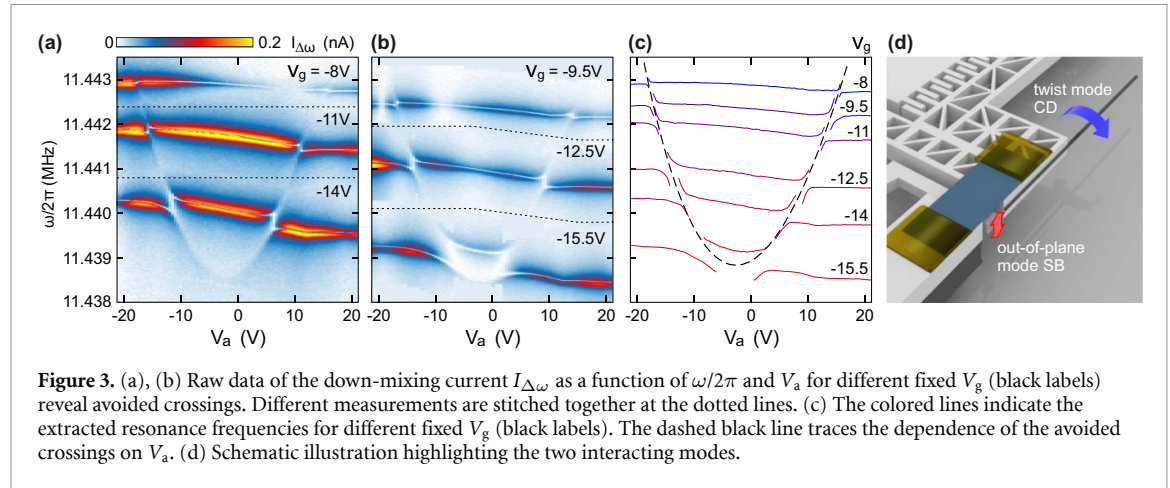 (a) 0 0.2 I_Δω (nA) (b) (c) V_g (d)
V_g = -8V
-11V
-14V
11.443
11.442
11.441
11.440
11.439
11.438
ω/2π (MHz)
-20 -10 0 10 20
V_a (V)
V_g = -9.5V
-12.5V
-15.5V
-20 -10 0 10 20
V_a (V)
-8
-9.5
-11
-12.5
-14
-15.5
-20 -10 0 10 20
V_a (V)
twist mode
CD
out-of-plane
mode SB
Figure 3. (a), (b) Raw data of the down-mixing current I_Δω as a function of ω/2π and V_a for different fixed V_g (black labels)
reveal avoided crossings. Different measurements are stitched together at the dotted lines. (c) The colored lines indicate the
extracted resonance frequencies for different fixed V_g (black labels). The dashed black line traces the dependence of the avoided
crossings on V_a. (d) Schematic illustration highlighting the two interacting modes.